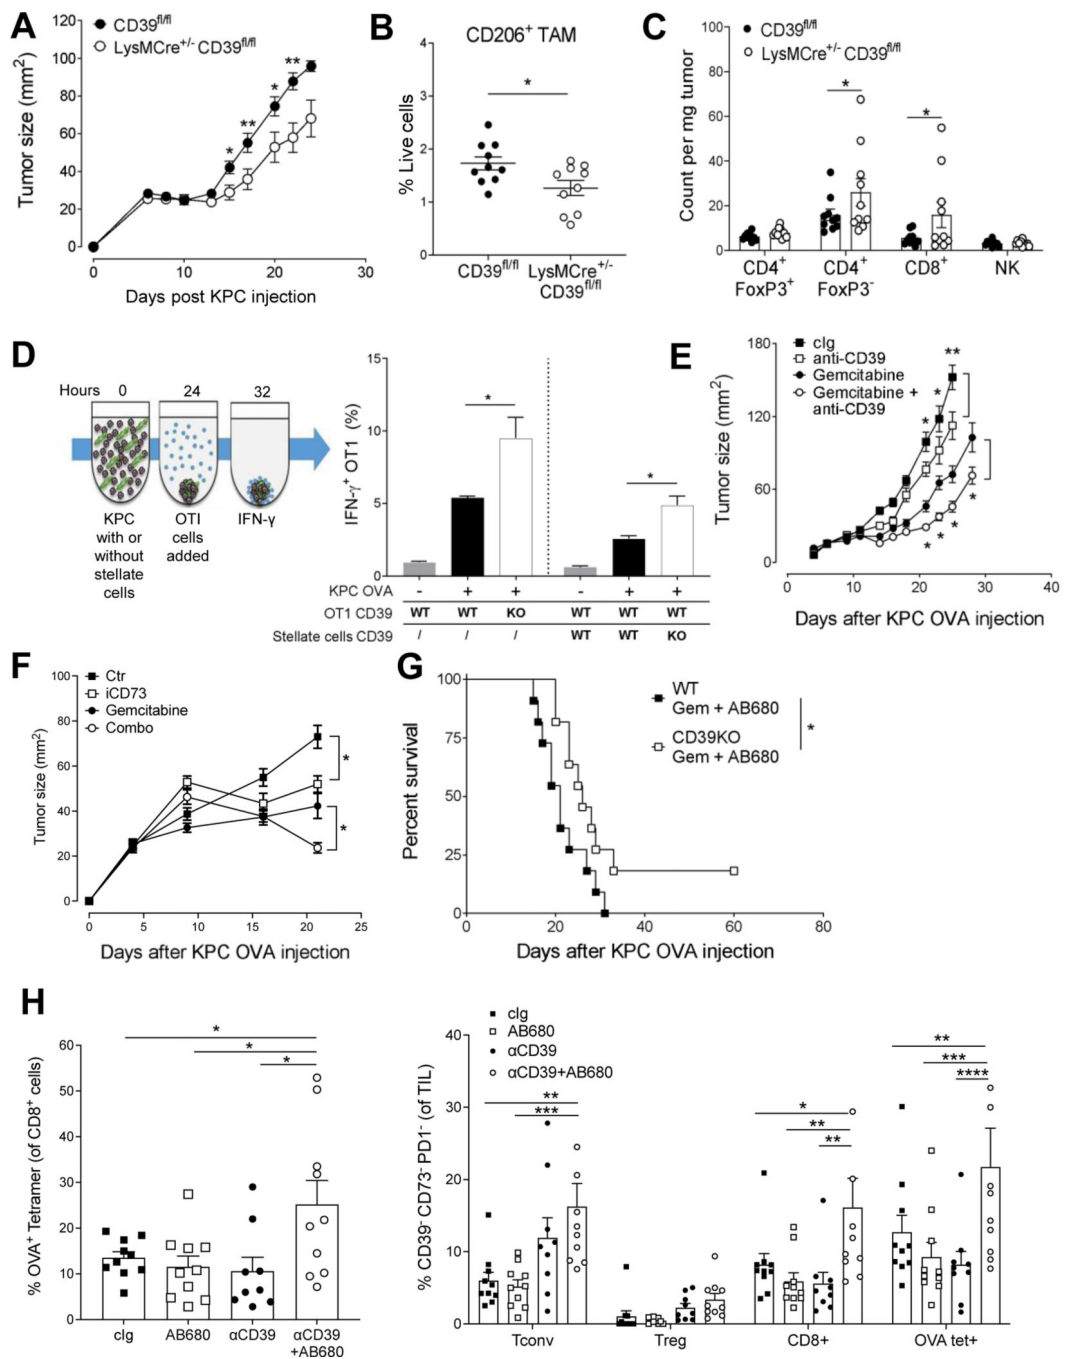 A
CD39fl/fl
LysMCre+/- CD39fl/fl
Tumor size (mm2)
120
100
80
60
40
20
0
*
**
*
**
0 10 20 30
Days post KPC injection
B
CD206+ TAM
% Live cells
4
3
2
1
0
*
CD39fl/fl LysMCre+/-
CD39fl/fl
C
CD39fl/fl
LysMCre+/- CD39fl/fl
Count per mg tumor
100
80
60
40
20
0
*
*
CD4+ CD4+ CD8+ NK
FoxP3+ FoxP3-
D
Hours 0 24 32
KPC
with or
without
stellate
cells
OTI
cells
added
IFN-γ
IFN-γ+ OT1 (%)
15
10
5
0
*
*
KPC OVA - + + - + +
OT1 CD39 WT WT KO WT WT WT
Stellate cells CD39 / / / WT WT KO
E
cIg
anti-CD39
Gemcitabine
Gemcitabine +
anti-CD39
Tumor size (mm2)
180
120
60
0
**
*
*
*
*
*
*
0 10 20 30 40
Days after KPC OVA injection
F
Ctr
iCD73
Gemcitabine
Combo
Tumor size (mm2)
100
80
60
40
20
0
*
*
0 5 10 15 20 25
Days after KPC OVA injection
G
WT
Gem + AB680
CD39KO
Gem + AB680
*
Percent survival
100
75
50
25
0
0 20 40 60 80
Days after KPC OVA injection
H
% OVA+ Tetramer (of CD8+ cells)
60
50
40
30
20
10
0
*
*
*
cIg AB680 αCD39 αCD39
+AB680
cIg
AB680
αCD39
αCD39+AB680
% CD39- CD73- PD1- (of TIL)
40
30
20
10
0
**
***
*
**
**
**
***
****
Tconv Treg CD8+ OVA tet+